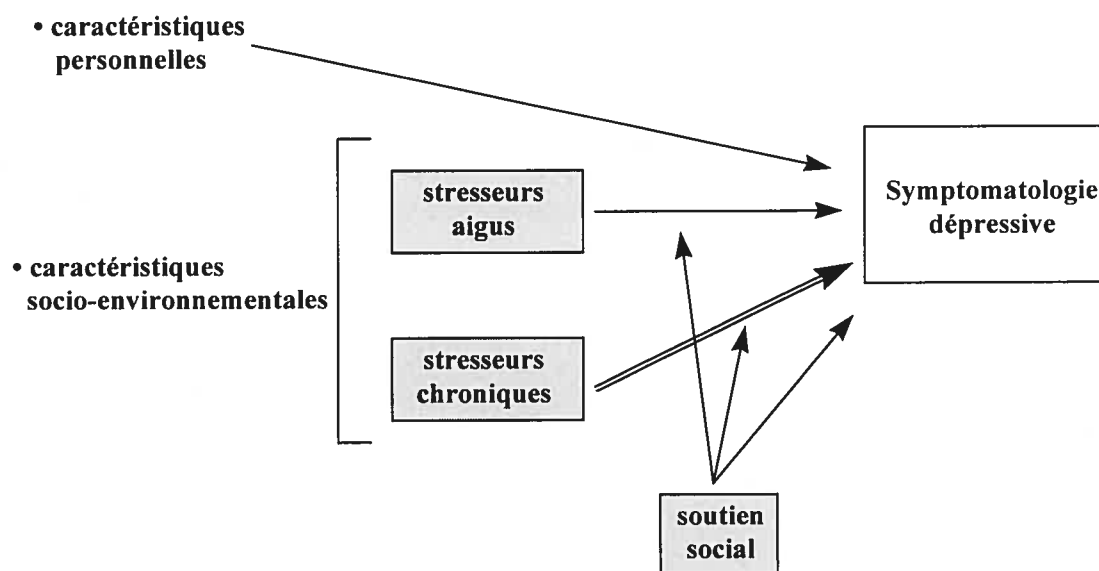 • caractéristiques
personnelles
stresseurs
aigus
Symptomatologie
dépressive
• caractéristiques
socio-environnementales
stresseurs
chroniques
soutien
social